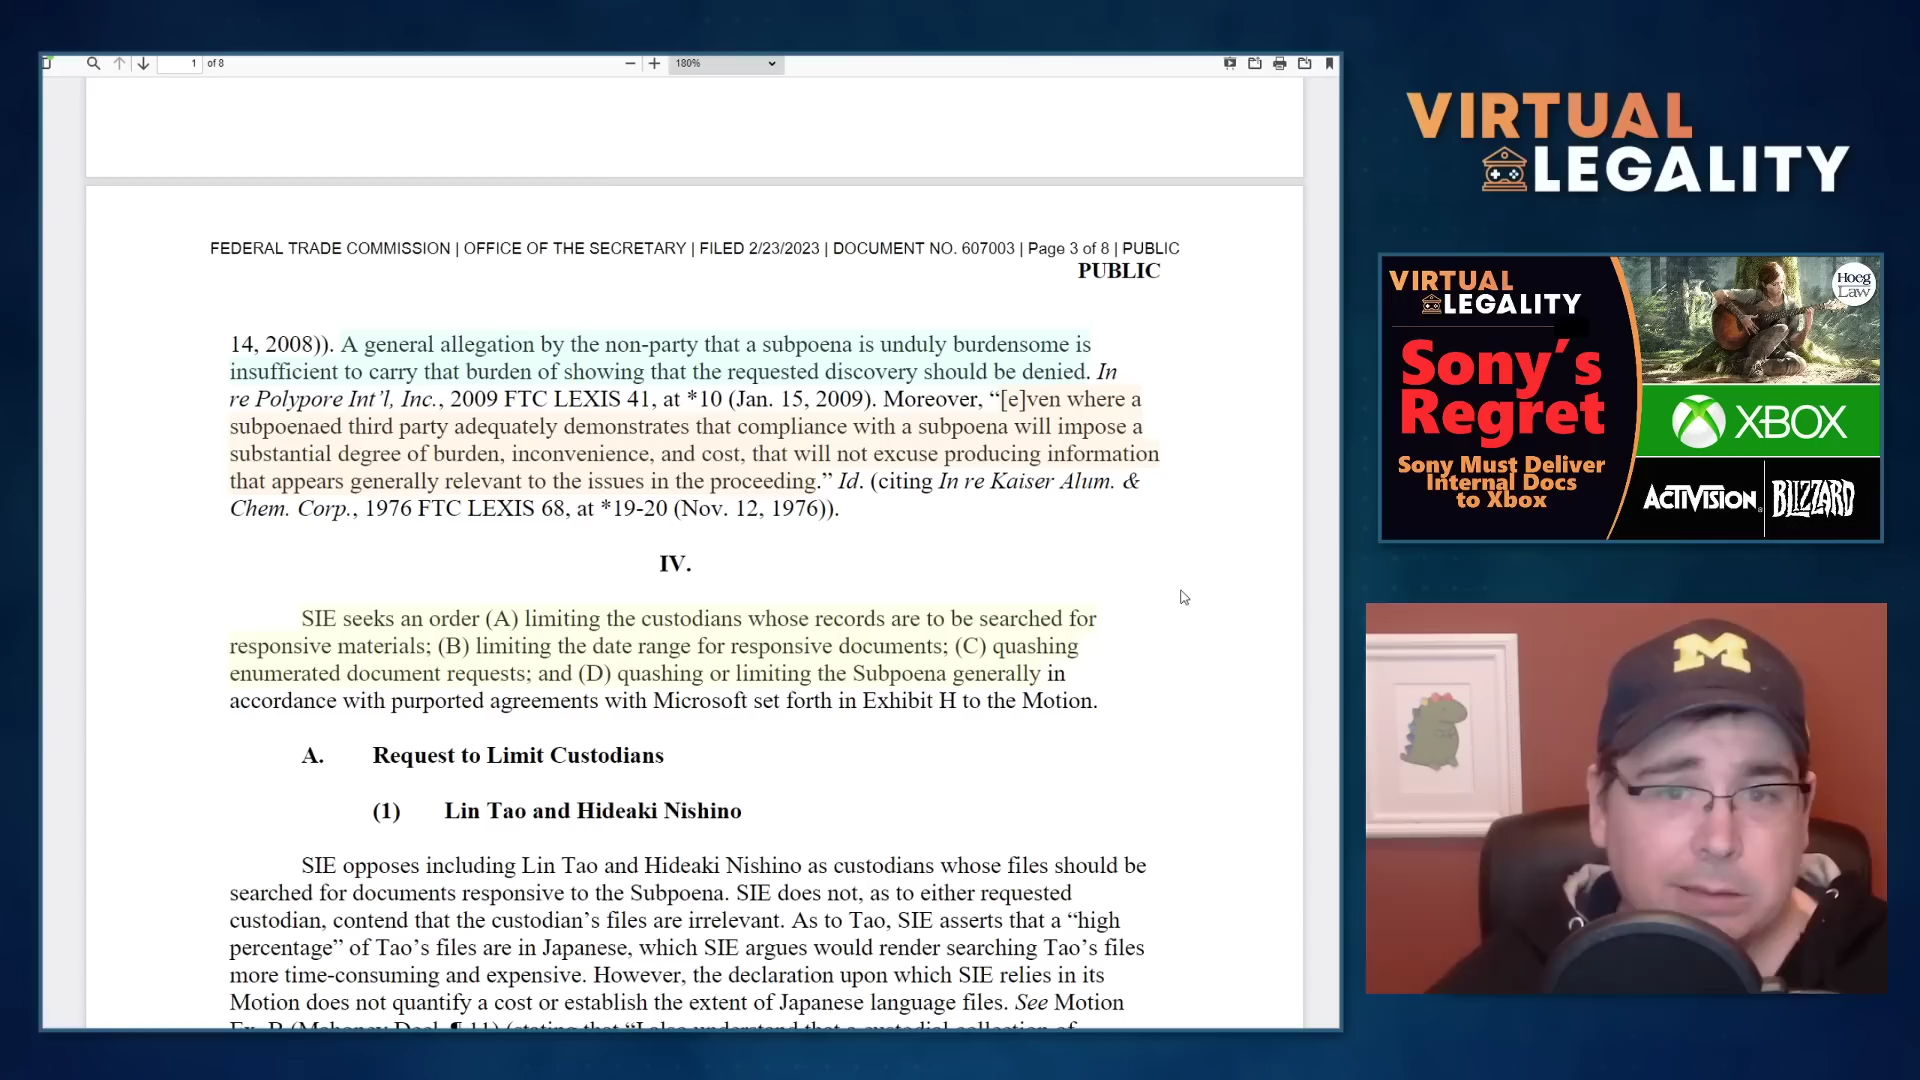 1 of 8
180%
FEDERAL TRADE COMMISSION | OFFICE OF THE SECRETARY | FILED 2/23/2023 | DOCUMENT NO. 607003 | Page 3 of 8 | PUBLIC
PUBLIC
14, 2008)). A general allegation by the non-party that a subpoena is unduly burdensome is
insufficient to carry that burden of showing that the requested discovery should be denied. In
re Polypore Int’l, Inc., 2009 FTC LEXIS 41, at *10 (Jan. 15, 2009). Moreover, “[e]ven where a
subpoenaed third party adequately demonstrates that compliance with a subpoena will impose a
substantial degree of burden, inconvenience, and cost, that will not excuse producing information
that appears generally relevant to the issues in the proceeding.” Id. (citing In re Kaiser Alum. &
Chem. Corp., 1976 FTC LEXIS 68, at *19-20 (Nov. 12, 1976)).
IV.
SIE seeks an order (A) limiting the custodians whose records are to be searched for
responsive materials; (B) limiting the date range for responsive documents; (C) quashing
enumerated document requests; and (D) quashing or limiting the Subpoena generally in
accordance with purported agreements with Microsoft set forth in Exhibit H to the Motion.
A. Request to Limit Custodians
(1) Lin Tao and Hideaki Nishino
SIE opposes including Lin Tao and Hideaki Nishino as custodians whose files should be
searched for documents responsive to the Subpoena. SIE does not, as to either requested
custodian, contend that the custodian’s files are irrelevant. As to Tao, SIE asserts that a “high
percentage” of Tao’s files are in Japanese, which SIE argues would render searching Tao’s files
more time-consuming and expensive. However, the declaration upon which SIE relies in its
Motion does not quantify a cost or establish the extent of Japanese language files. See Motion
VIRTUAL
LEGALITY
VIRTUAL
LEGALITY
Hoeg
Law
Sony’s
Regret
Sony Must Deliver
Internal Docs
to Xbox
XBOX
ACTIVISION
BLIZZARD
M